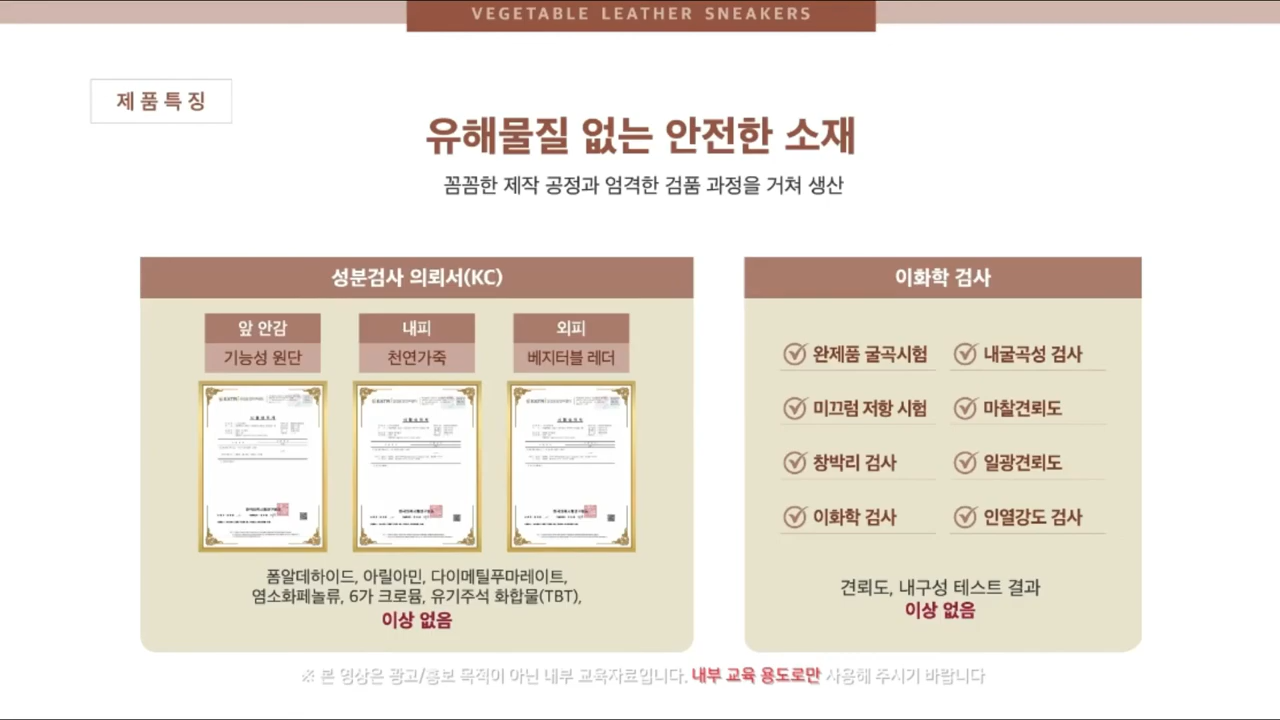 VEGETABLE LEATHER SNEAKERS
제품특징
유해물질 없는 안전한 소재
꼼꼼한 제작 공정과 엄격한 검품 과정을 거쳐 생산
성분검사 의뢰서(KC)
앞 안감
기능성 원단
내피
천연가죽
외피
베지터블 레더
폼알데하이드, 아릴아민, 다이메틸푸마레이트,
염소화페놀류, 6가 크로뮴, 유기주석 화합물(TBT),
이상 없음
이화학 검사
완제품 굴곡시험
내굴곡성 검사
미끄럼 저항 시험
마찰견뢰도
창박리 검사
일광견뢰도
이화학 검사
인열강도 검사
견뢰도, 내구성 테스트 결과
이상 없음
※ 본 영상은 광고/홍보 목적이 아닌 내부 교육자료입니다. 내부 교육 용도로만 사용해 주시기 바랍니다